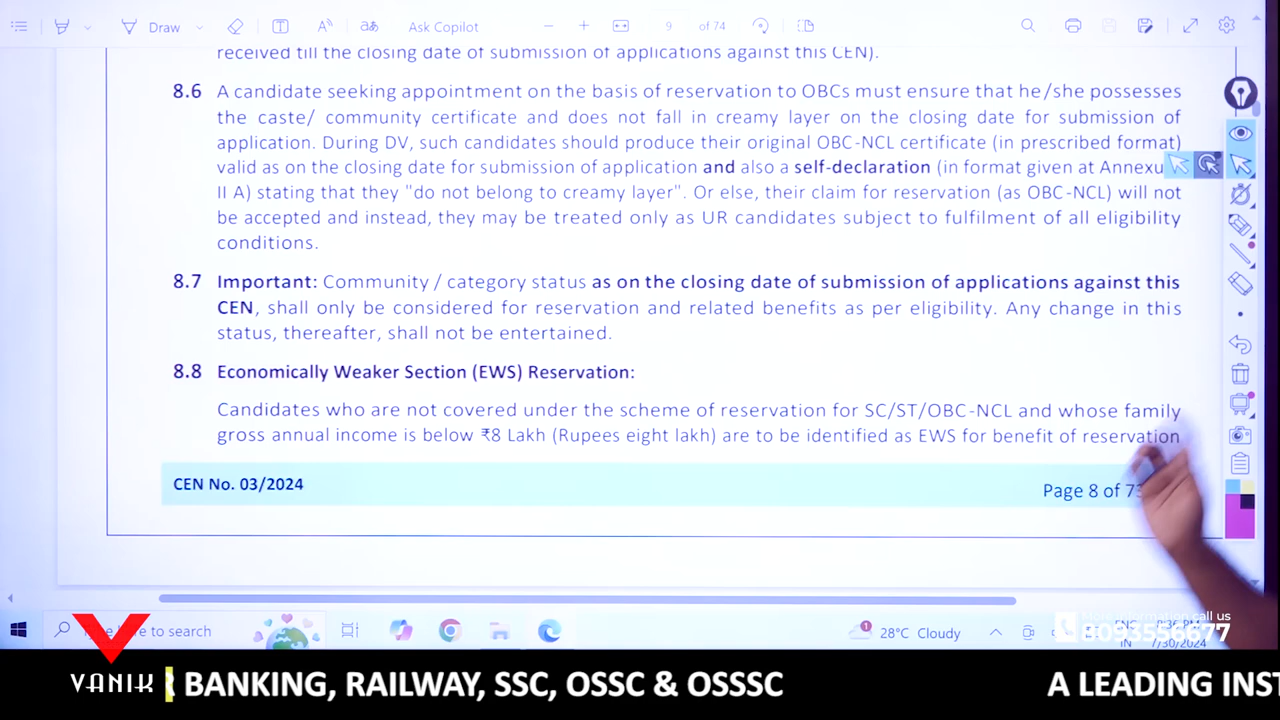 Draw
Ask Copilot
9 of 74
received till the closing date of submission of applications against this CEN).
8.6 A candidate seeking appointment on the basis of reservation to OBCs must ensure that he/she possesses
the caste/ community certificate and does not fall in creamy layer on the closing date for submission of
application. During DV, such candidates should produce their original OBC-NCL certificate (in prescribed format)
valid as on the closing date for submission of application and also a self-declaration (in format given at Annexu
II A) stating that they "do not belong to creamy layer". Or else, their claim for reservation (as OBC-NCL) will not
be accepted and instead, they may be treated only as UR candidates subject to fulfilment of all eligibility
conditions.
8.7 Important: Community / category status as on the closing date of submission of applications against this
CEN, shall only be considered for reservation and related benefits as per eligibility. Any change in this
status, thereafter, shall not be entertained.
8.8 Economically Weaker Section (EWS) Reservation:
Candidates who are not covered under the scheme of reservation for SC/ST/OBC-NCL and whose family
gross annual income is below ₹8 Lakh (Rupees eight lakh) are to be identified as EWS for benefit of reservation
CEN No. 03/2024
Page 8 of 73
here to search
28°C Cloudy
call us
7/30/2024
VANIK
BANKING, RAILWAY, SSC, OSSC & OSSSC
A LEADING INST